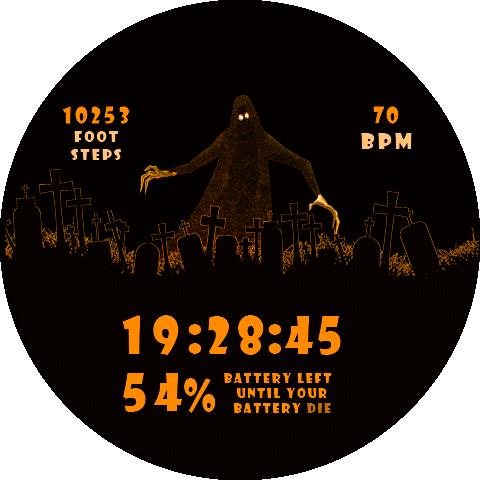 10253
FOOT
STEPS
70
BPM
19:28:45
54%
BATTERY LEFT
UNTIL YOUR
BATTERY DIE